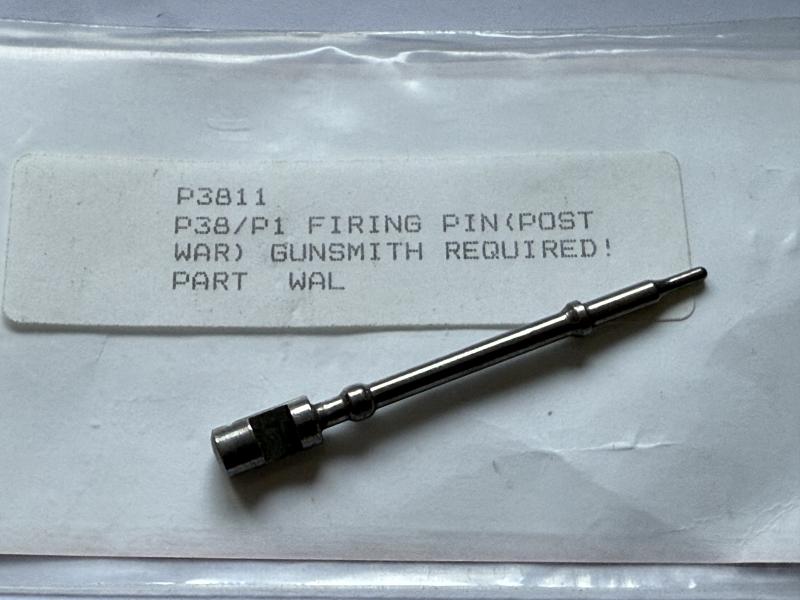 P3811
P38/P1 FIRING PIN(POST
WAR) GUNSMITH REQUIRED!
PART WAL